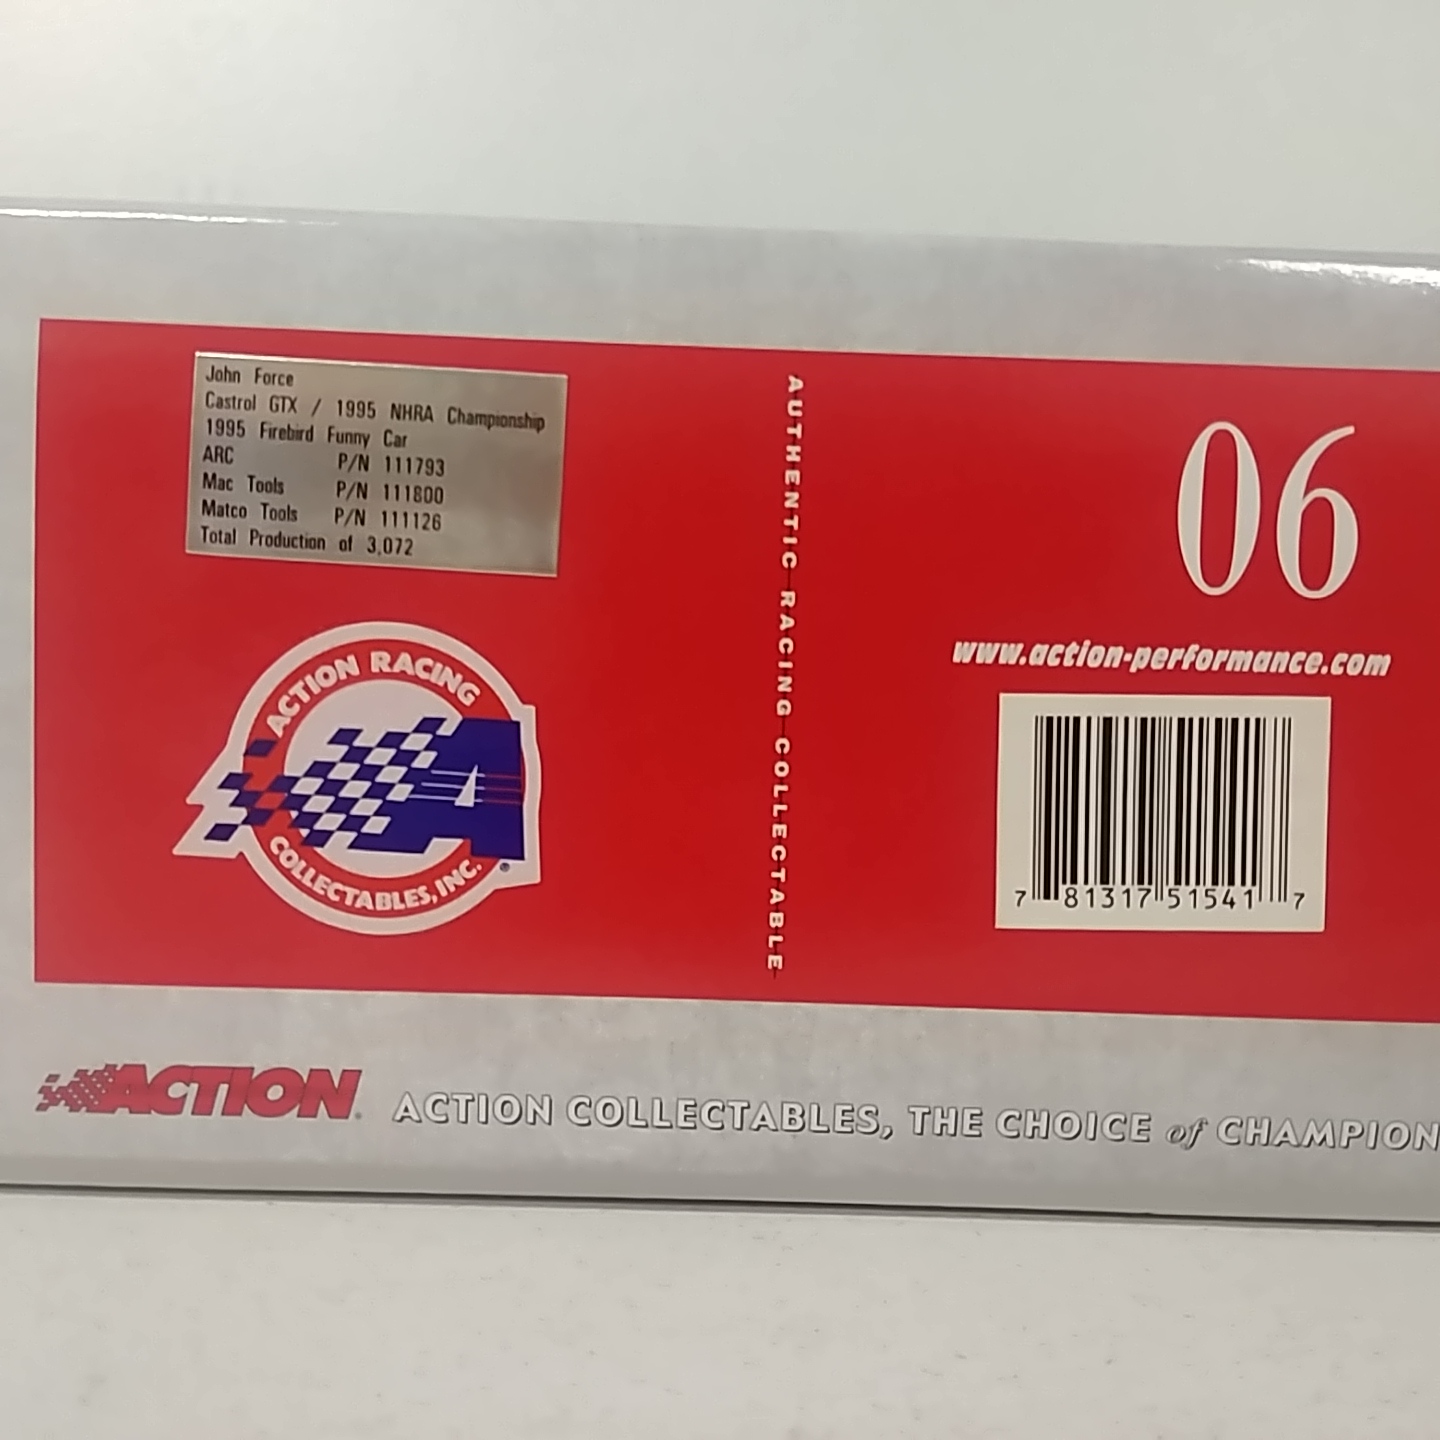 John Force
Castrol GTX / 1995 NHRA Championship
1995 Firebird Funny Car
ARC P/N 111793
Mac Tools P/N 111800
Matco Tools P/N 111126
Total Production of 3,072
ACTION RACING
COLLECTABLES, INC.
AUTHENTIC RACING COLLECTABLE
06
www.action-performance.com
7 81317 51541 7
ACTION
ACTION COLLECTABLES, THE CHOICE of CHAMPION